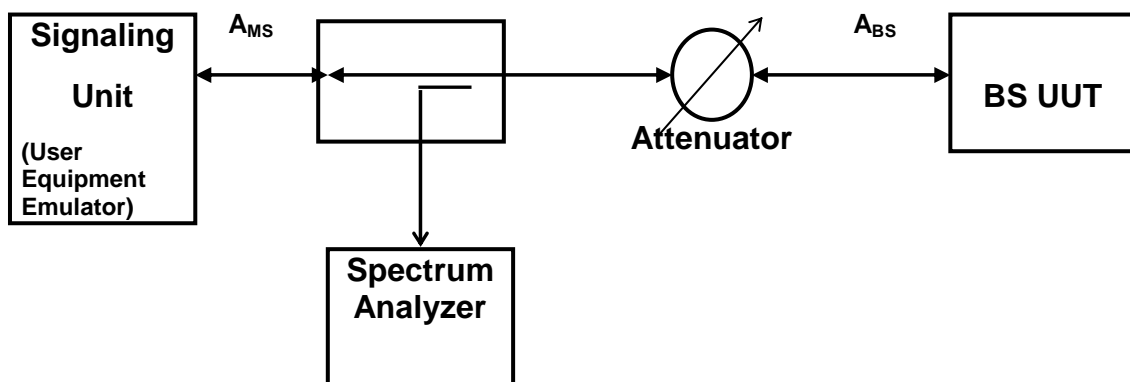 Signaling
Unit
(User
Equipment
Emulator)
AMS
Attenuator
ABS
BS UUT
Spectrum
Analyzer